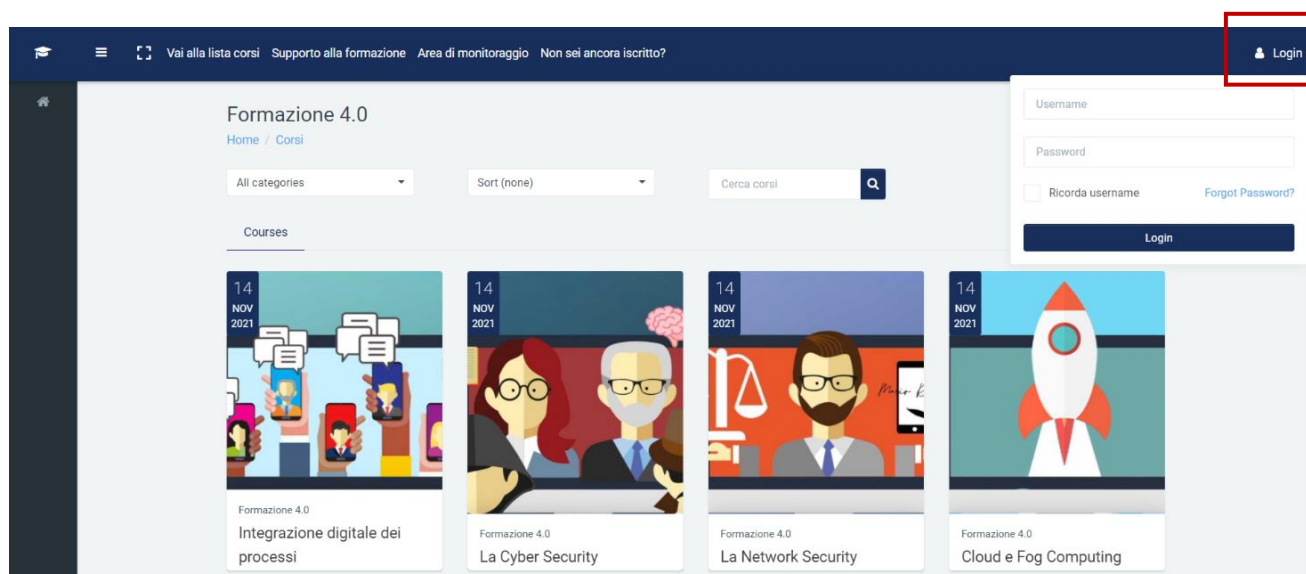 Vai alla lista corsi Supporto alla formazione Area di monitoraggio Non sei ancora iscritto?
Login
Username
Password
Ricorda username
Forgot Password?
Login
Formazione 4.0
Home / Corsi
All categories
Sort (none)
Cerca corsi
Courses
14
NOV
2021
Formazione 4.0
Integrazione digitale dei
processi
14
NOV
2021
Formazione 4.0
La Cyber Security
14
NOV
2021
Formazione 4.0
La Network Security
14
NOV
2021
Formazione 4.0
Cloud e Fog Computing